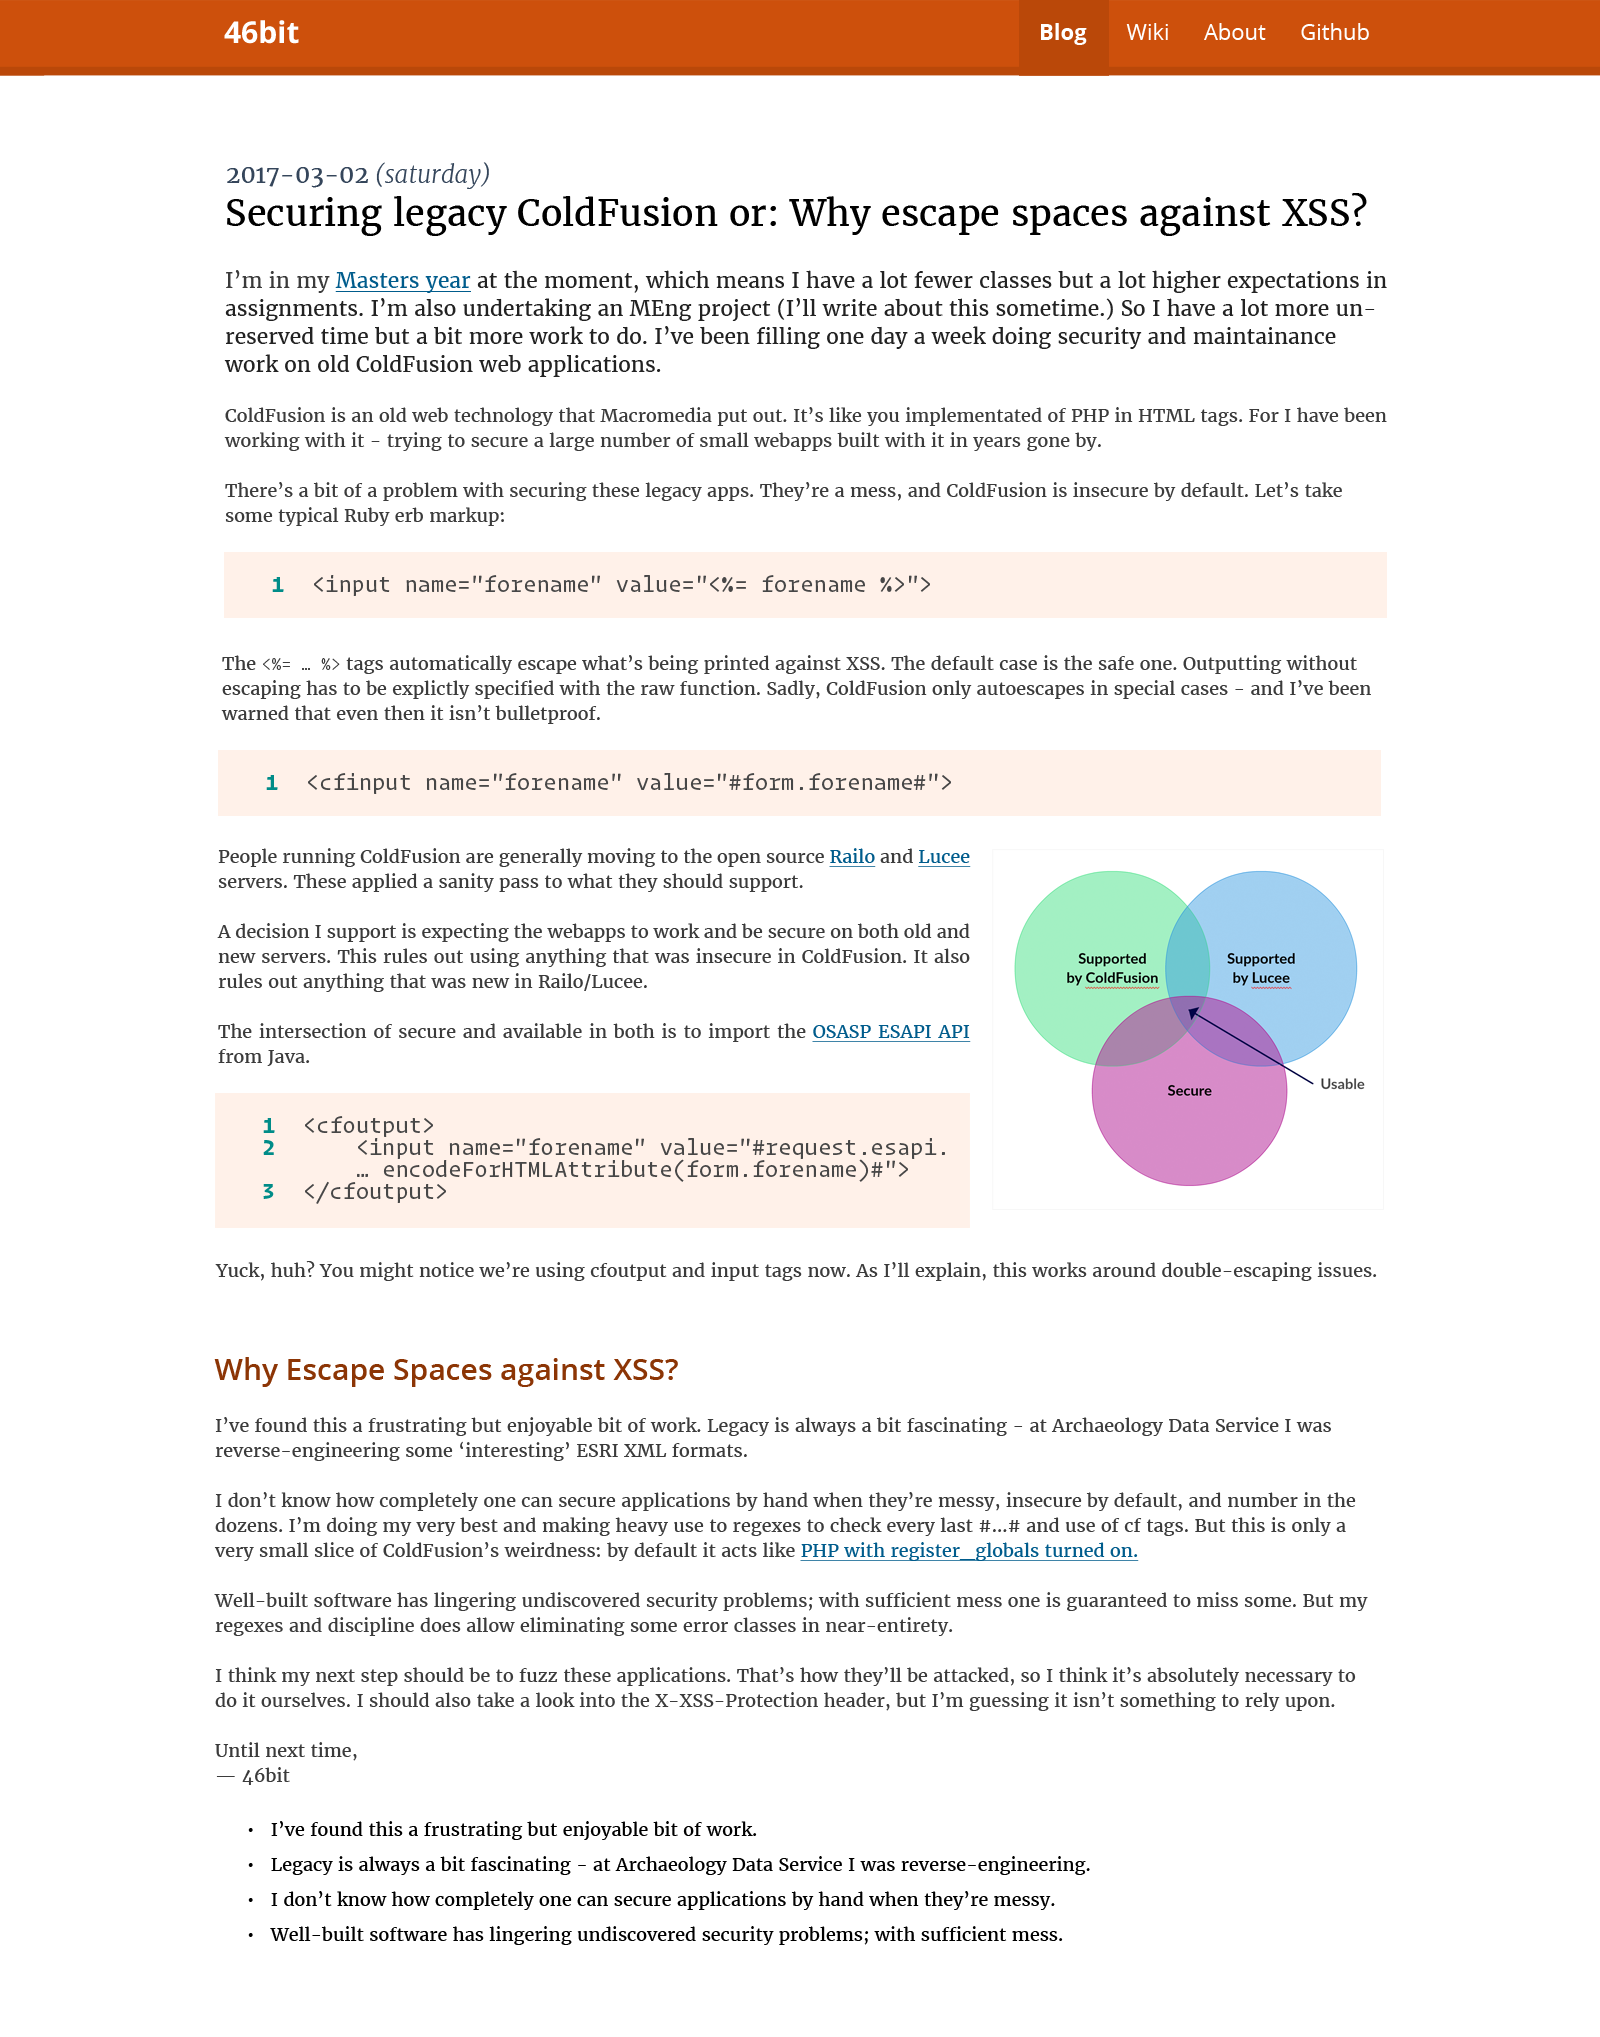 46bit
Blog Wiki About Github
2017-03-02 (saturday)
Securing legacy ColdFusion or: Why escape spaces against XSS?
I’m in my Masters year at the moment, which means I have a lot fewer classes but a lot higher expectations in
assignments. I’m also undertaking an MEng project (I’ll write about this sometime.) So I have a lot more un-
reserved time but a bit more work to do. I’ve been filling one day a week doing security and maintainance
work on old ColdFusion web applications.
ColdFusion is an old web technology that Macromedia put out. It’s like you implementated of PHP in HTML tags. For I have been
working with it - trying to secure a large number of small webapps built with it in years gone by.
There’s a bit of a problem with securing these legacy apps. They’re a mess, and ColdFusion is insecure by default. Let’s take
some typical Ruby erb markup:
1 <input name="forename" value="<%= forename %>">
The <%= … %> tags automatically escape what’s being printed against XSS. The default case is the safe one. Outputting without
escaping has to be explictly specified with the raw function. Sadly, ColdFusion only autoescapes in special cases - and I’ve been
warned that even then it isn’t bulletproof.
1 <cfinput name="forename" value="#form.forename#">
People running ColdFusion are generally moving to the open source Railo and Lucee
servers. These applied a sanity pass to what they should support.
A decision I support is expecting the webapps to work and be secure on both old and
new servers. This rules out using anything that was insecure in ColdFusion. It also
rules out anything that was new in Railo/Lucee.
The intersection of secure and available in both is to import the OSASP ESAPI API
from Java.
1 <cfoutput>
2 <input name="forename" value="#request.esapi.
… encodeForHTMLAttribute(form.forename)#">
3 </cfoutput>
Supported
by ColdFusion
Supported
by Lucee
Secure
Usable
Yuck, huh? You might notice we’re using cfoutput and input tags now. As I’ll explain, this works around double-escaping issues.
Why Escape Spaces against XSS?
I’ve found this a frustrating but enjoyable bit of work. Legacy is always a bit fascinating - at Archaeology Data Service I was
reverse-engineering some ‘interesting’ ESRI XML formats.
I don’t know how completely one can secure applications by hand when they’re messy, insecure by default, and number in the
dozens. I’m doing my very best and making heavy use to regexes to check every last #…# and use of cf tags. But this is only a
very small slice of ColdFusion’s weirdness: by default it acts like PHP with register_globals turned on.
Well-built software has lingering undiscovered security problems; with sufficient mess one is guaranteed to miss some. But my
regexes and discipline does allow eliminating some error classes in near-entirety.
I think my next step should be to fuzz these applications. That’s how they’ll be attacked, so I think it’s absolutely necessary to
do it ourselves. I should also take a look into the X-XSS-Protection header, but I’m guessing it isn’t something to rely upon.
Until next time,
— 46bit
• I’ve found this a frustrating but enjoyable bit of work.
• Legacy is always a bit fascinating - at Archaeology Data Service I was reverse-engineering.
• I don’t know how completely one can secure applications by hand when they’re messy.
• Well-built software has lingering undiscovered security problems; with sufficient mess.